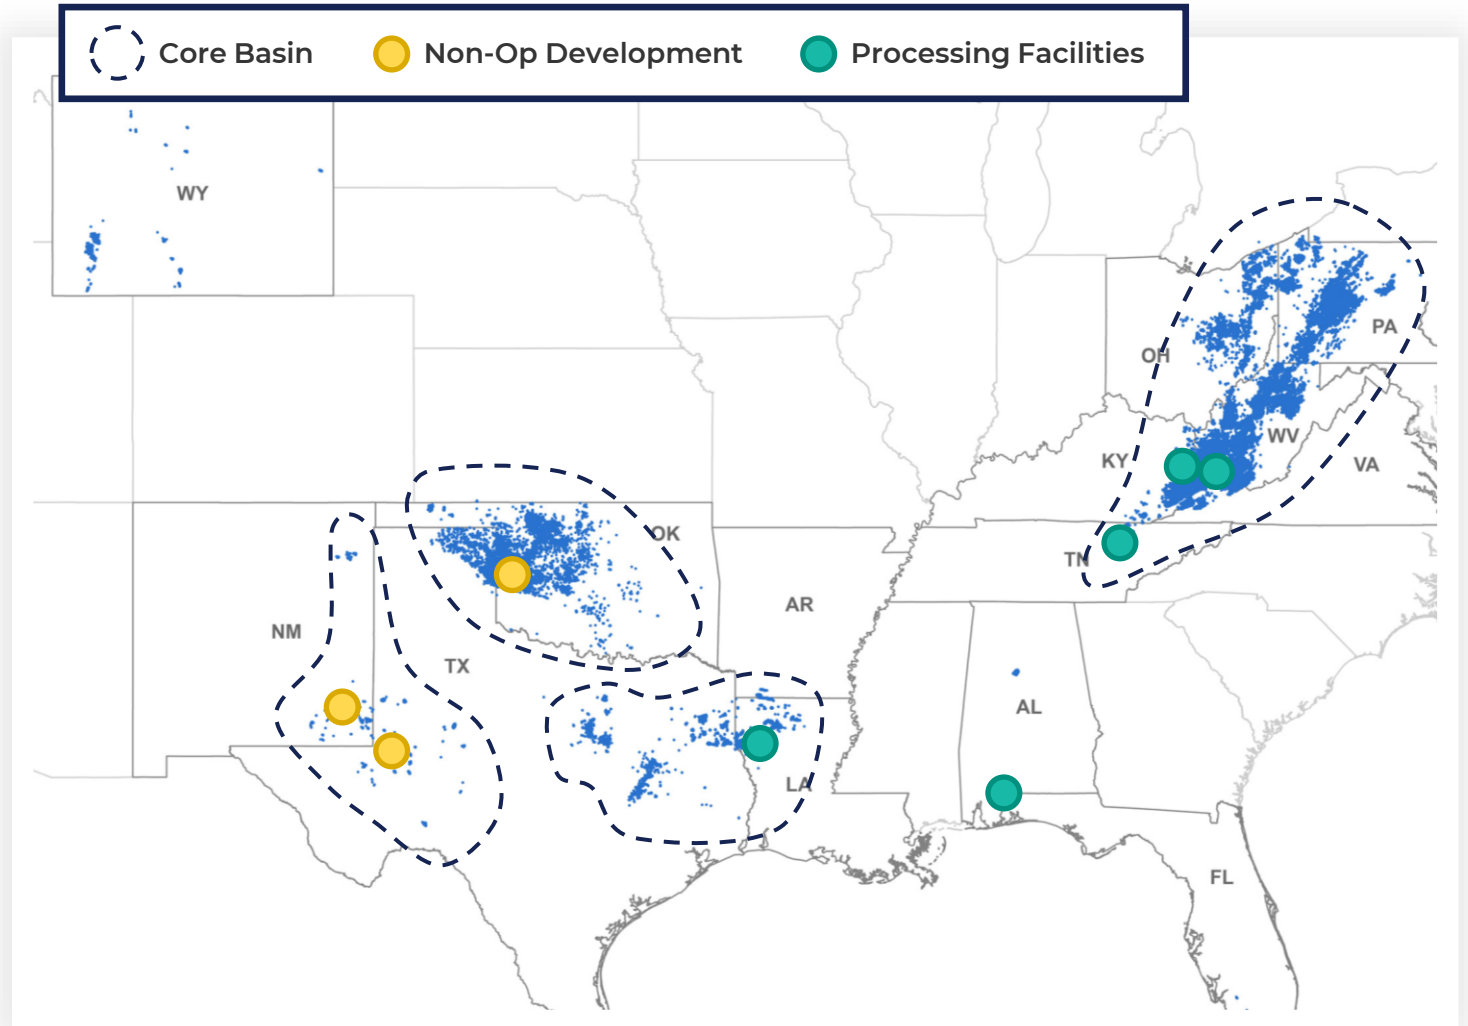 Core Basin
Non-Op Development
Processing Facilities
WY
PA
OH
WV
KY
VA
OK
TN
AR
NM
TX
AL
LA
FL